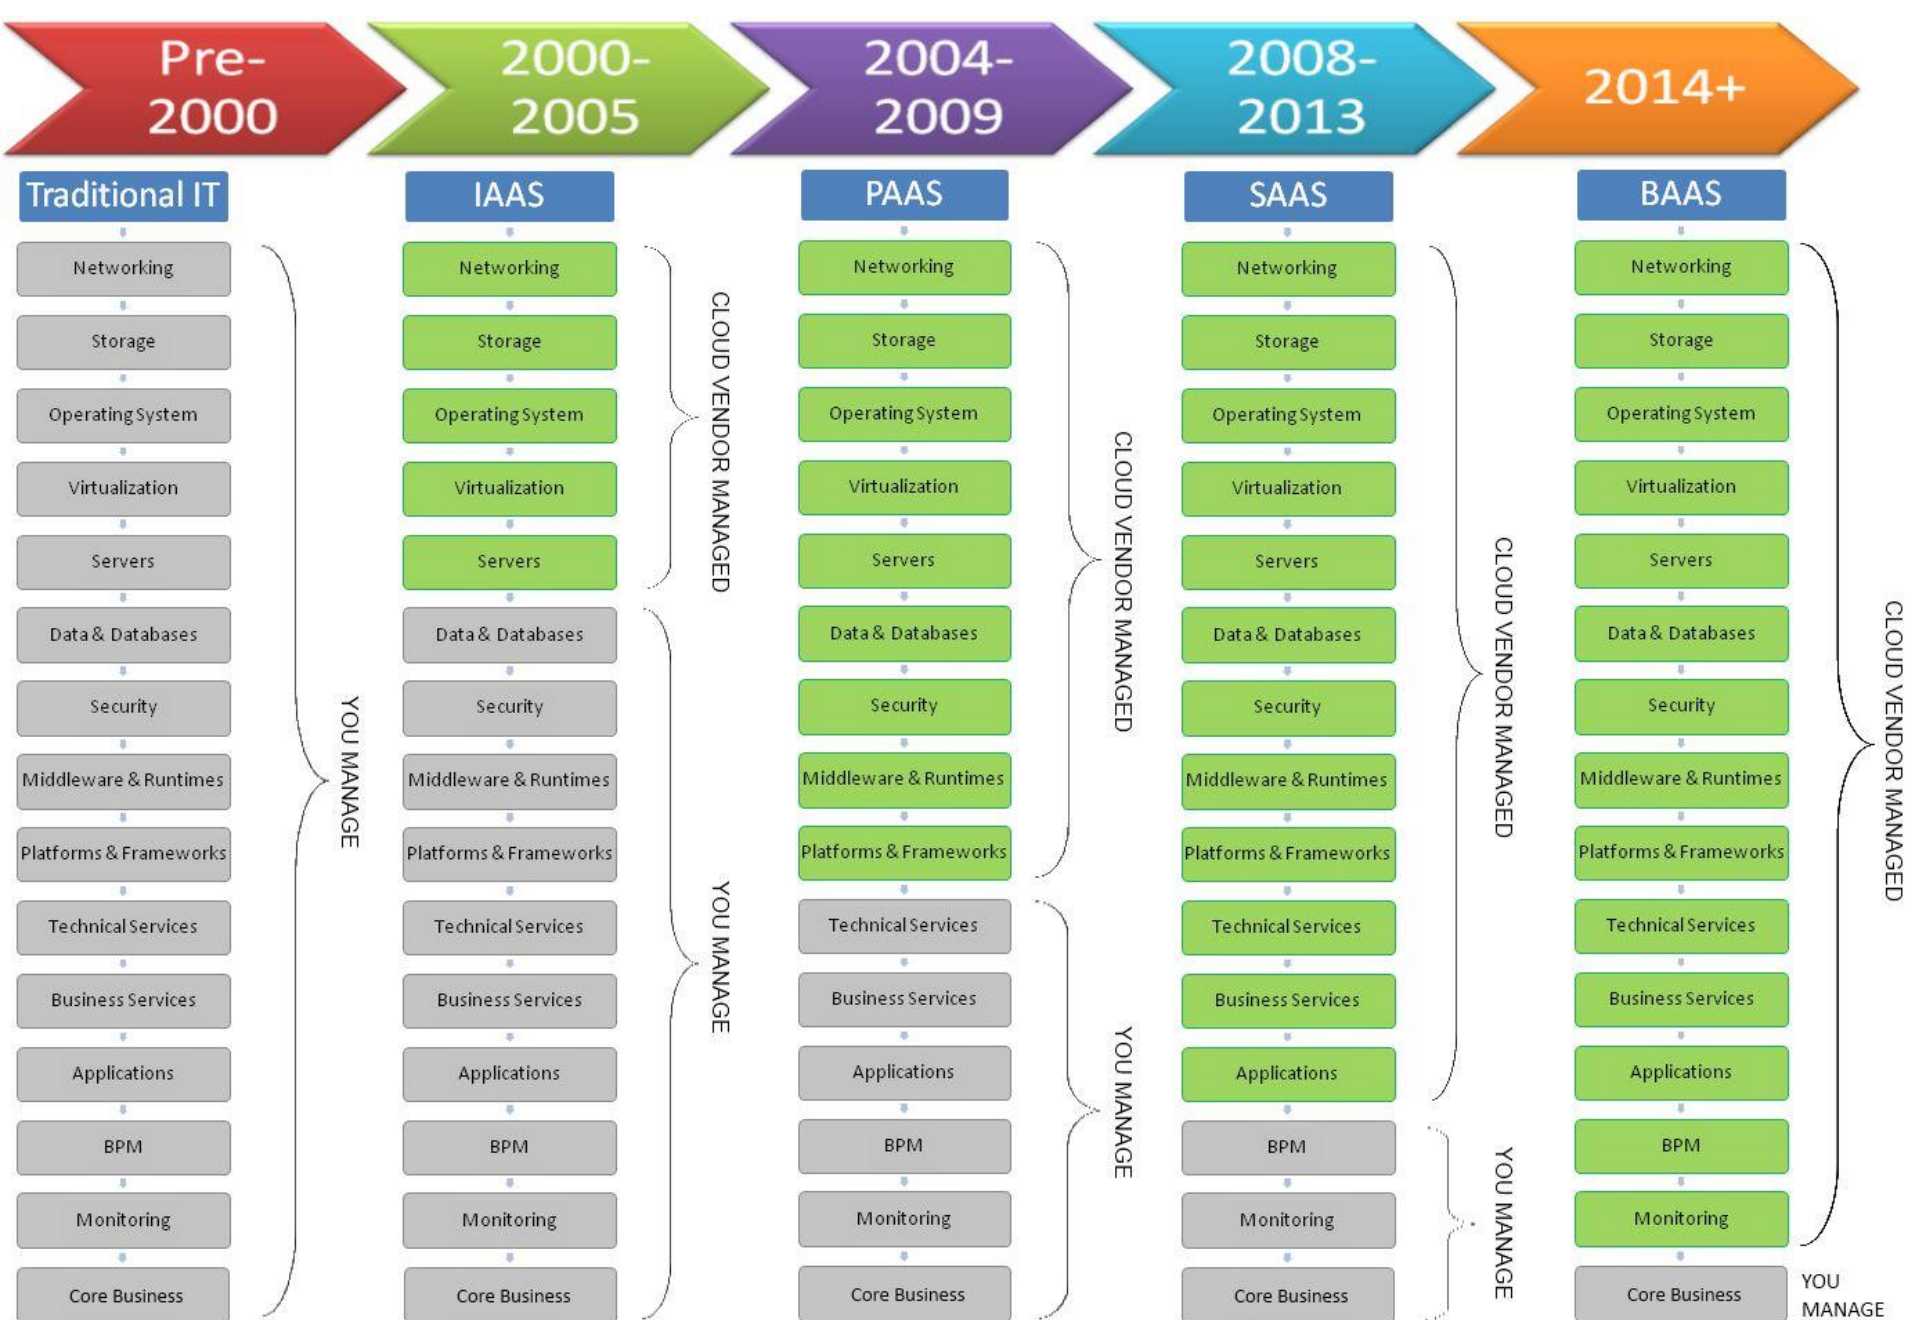 Pre-
2000
2000-
2005
2004-
2009
2008-
2013
2014+
Traditional IT
Networking
Storage
Operating System
Virtualization
Servers
Data & Databases
Security
Middleware & Runtimes
Platforms & Frameworks
Technical Services
Business Services
Applications
BPM
Monitoring
Core Business
YOU MANAGE
IAAS
Networking
Storage
Operating System
Virtualization
Servers
Data & Databases
Security
Middleware & Runtimes
Platforms & Frameworks
Technical Services
Business Services
Applications
BPM
Monitoring
Core Business
CLOUD VENDOR MANAGED
YOU MANAGE
PAAS
Networking
Storage
Operating System
Virtualization
Servers
Data & Databases
Security
Middleware & Runtimes
Platforms & Frameworks
Technical Services
Business Services
Applications
BPM
Monitoring
Core Business
CLOUD VENDOR MANAGED
YOU MANAGE
SAAS
Networking
Storage
Operating System
Virtualization
Servers
Data & Databases
Security
Middleware & Runtimes
Platforms & Frameworks
Technical Services
Business Services
Applications
BPM
Monitoring
Core Business
CLOUD VENDOR MANAGED
YOU MANAGE
BAAS
Networking
Storage
Operating System
Virtualization
Servers
Data & Databases
Security
Middleware & Runtimes
Platforms & Frameworks
Technical Services
Business Services
Applications
BPM
Monitoring
Core Business
CLOUD VENDOR MANAGED
YOU
MANAGE